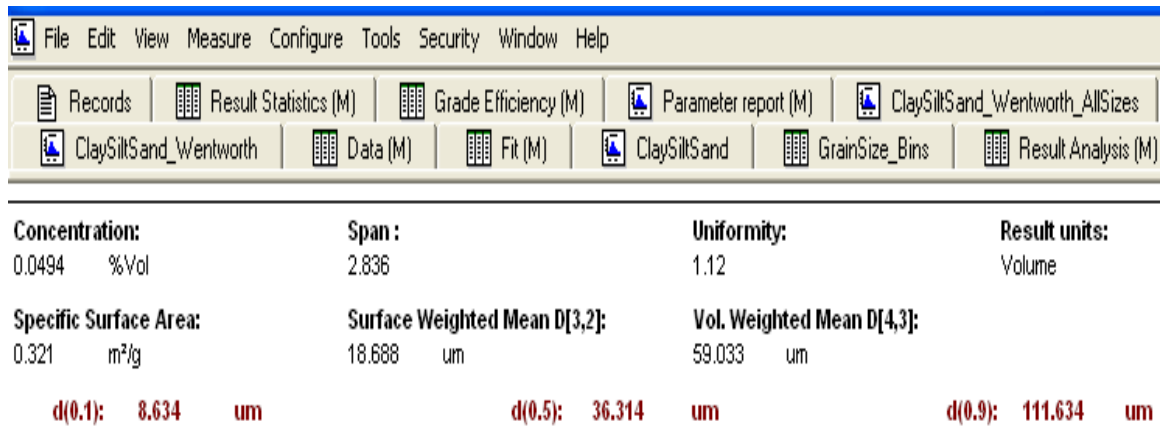 File Edit View Measure Configure Tools Security Window Help
Records Result Statistics (M) Grade Efficiency (M) Parameter report (M) ClaySiltSand_Wentworth_AllSizes
ClaySiltSand_Wentworth Data (M) Fit (M) ClaySiltSand GrainSize_Bins Result Analysis (M)
Concentration: Span : Uniformity: Result units:
0.0494 %Vol 2.836 1.12 Volume
Specific Surface Area: Surface Weighted Mean D[3,2]: Vol. Weighted Mean D[4,3]:
0.321 m²/g 18.688 um 59.033 um
d(0.1): 8.634 um d(0.5): 36.314 um d(0.9): 111.634 um